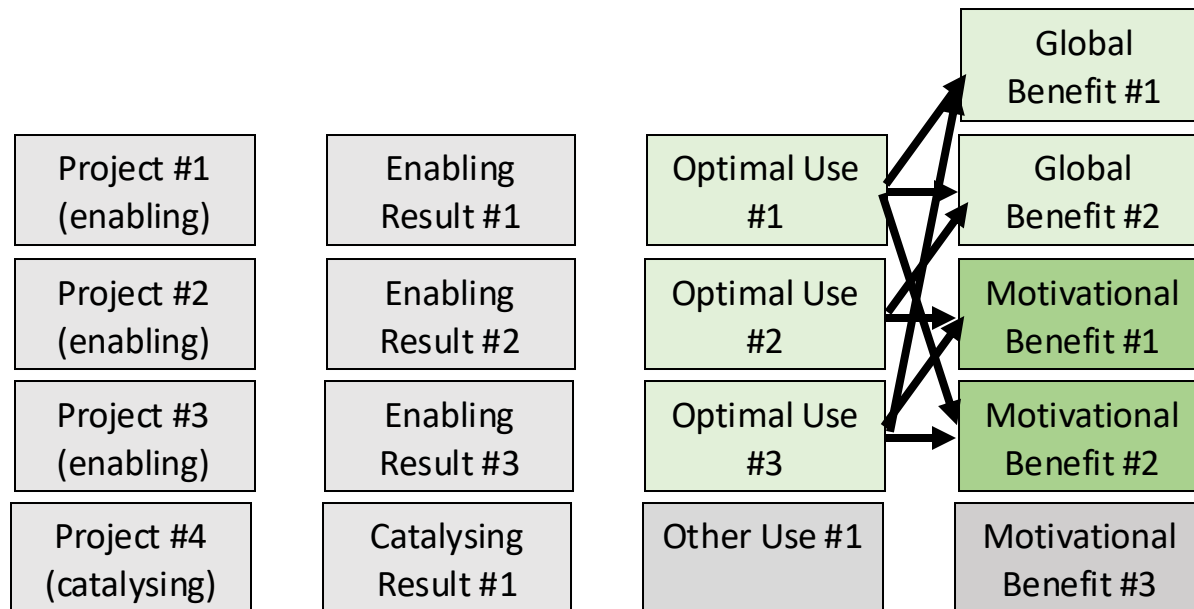 Global
Benefit #1
Project #1
(enabling)
Enabling
Result #1
Optimal Use
#1
Global
Benefit #2
Project #2
(enabling)
Enabling
Result #2
Optimal Use
#2
Motivational
Benefit #1
Project #3
(enabling)
Enabling
Result #3
Optimal Use
#3
Motivational
Benefit #2
Project #4
(catalysing)
Catalysing
Result #1
Other Use #1
Motivational
Benefit #3